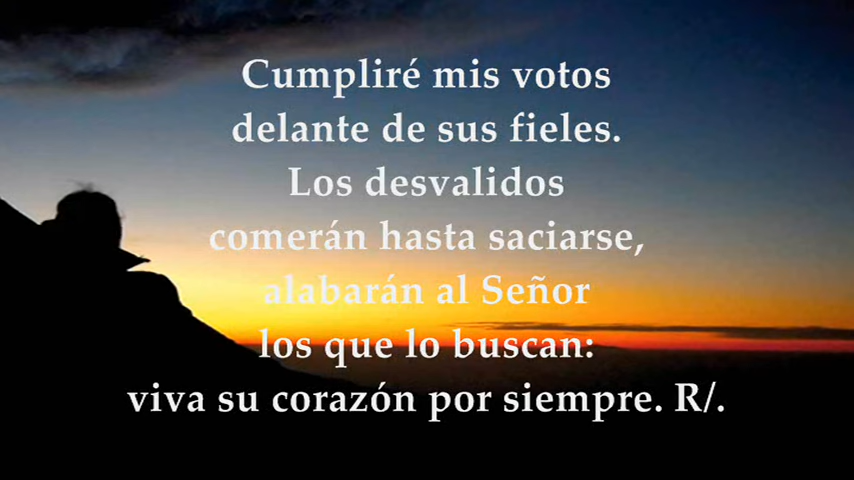 Cumpliré mis votos
delante de sus fieles.
Los desvalidos
comerán hasta saciarse,
alabarán al Señor
los que lo buscan:
viva su corazón por siempre. R/.